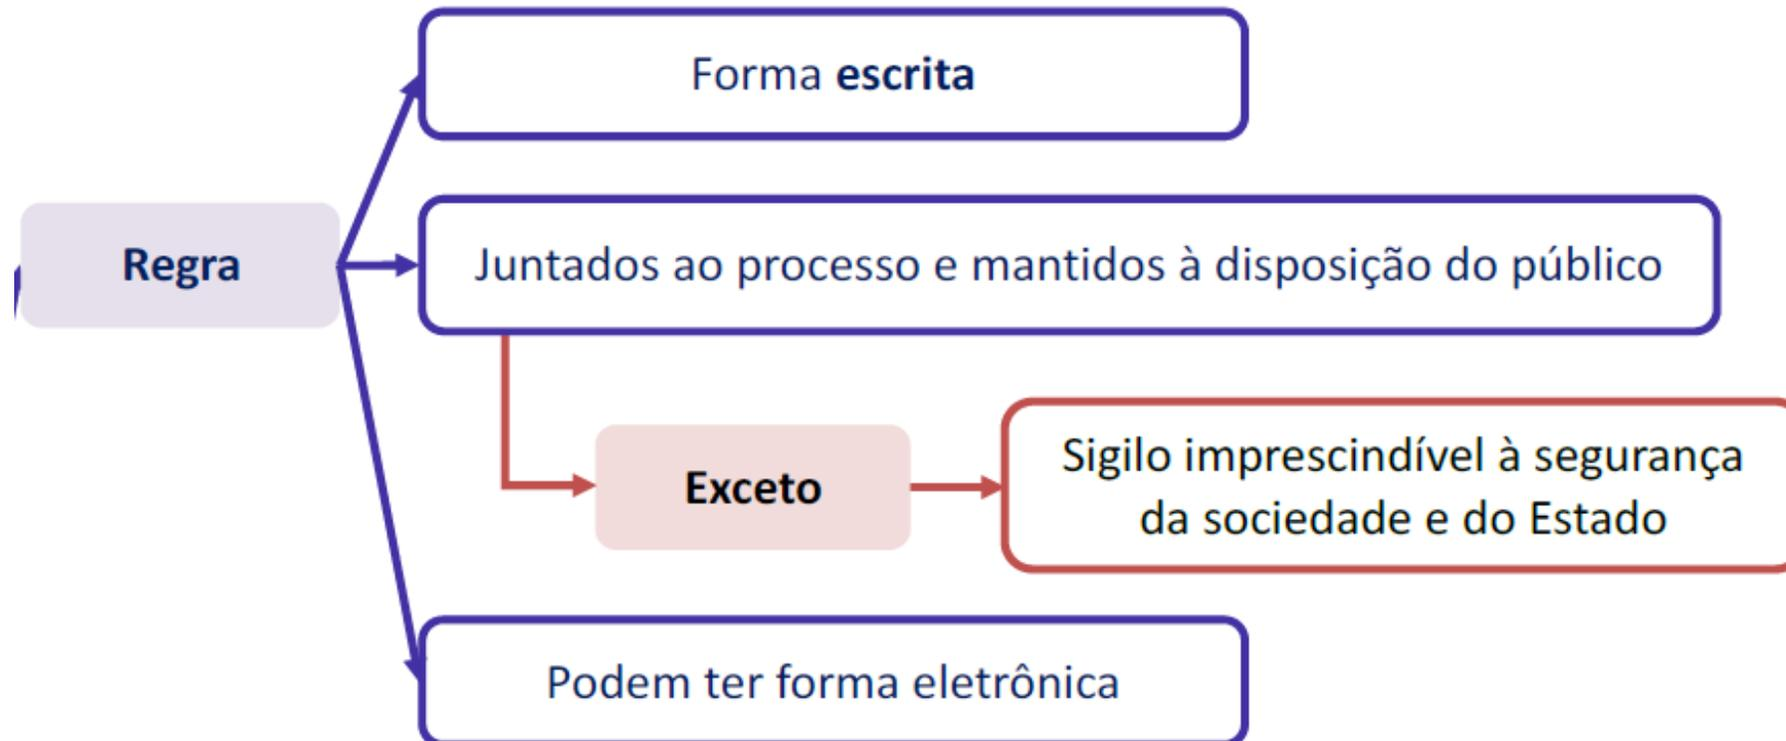 Forma escrita
Regra
Juntados ao processo e mantidos à disposição do público
Exceto
Sigilo imprescindível à segurança
da sociedade e do Estado
Podem ter forma eletrônica